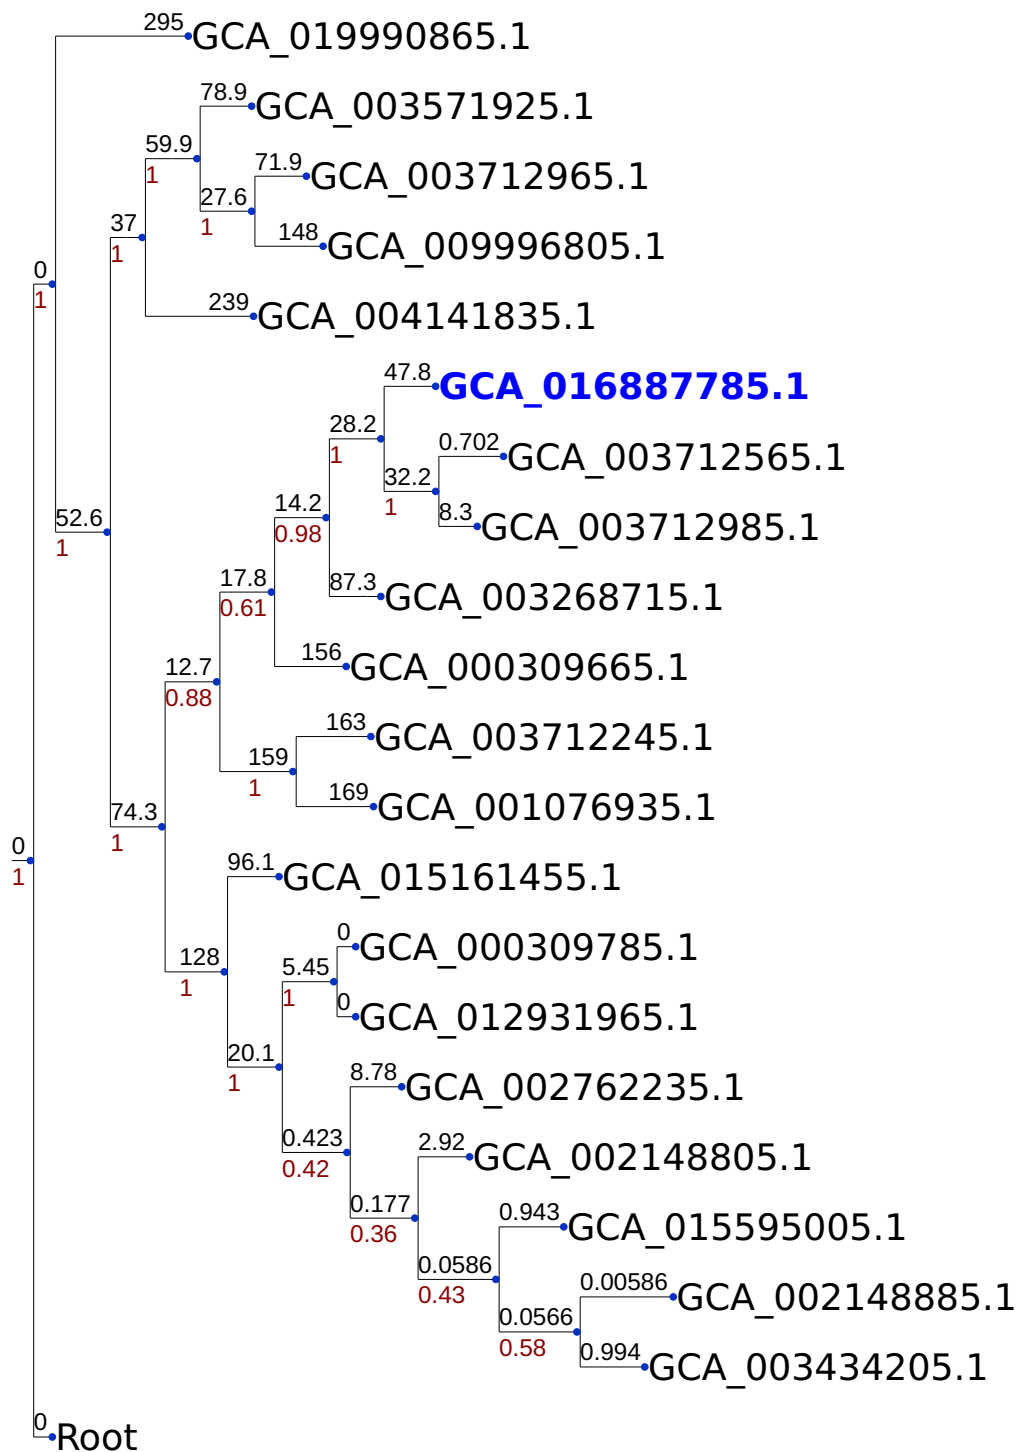 295 GCA_019990865.1
78.9 GCA_003571925.1
59.9
1
71.9 GCA_003712965.1
27.6
1
37
1
148 GCA_009996805.1
0
1
239 GCA_004141835.1
47.8 GCA_016887785.1
28.2
1
0.702 GCA_003712565.1
32.2
1
14.2
0.98
8.3 GCA_003712985.1
52.6
1
17.8
0.61
87.3 GCA_003268715.1
156 GCA_000309665.1
12.7
0.88
163 GCA_003712245.1
159
1
169 GCA_001076935.1
74.3
1
0
1
96.1 GCA_015161455.1
0 GCA_000309785.1
128
1
5.45
1
0 GCA_012931965.1
20.1
1
8.78 GCA_002762235.1
0.423
0.42
2.92 GCA_002148805.1
0.177
0.36
0.943 GCA_015595005.1
0.0586
0.43
0.00586 GCA_002148885.1
0.0566
0.58
0.994 GCA_003434205.1
0 Root